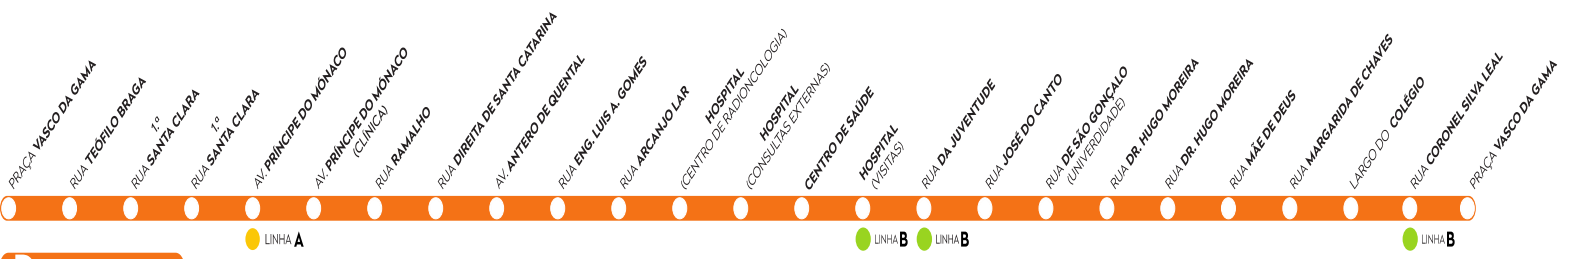 PRAÇA VASCO DA GAMA
RUA TEÓFILO BRAGA
1.ª
RUA SANTA CLARA
1.ª
RUA SANTA CLARA
AV. PRÍNCIPE DO MÓNACO
AV. PRÍNCIPE DO MÓNACO
(CLÍNICA)
RUA RAMALHO
RUA DIREITA DE SANTA CATARINA
AV. ANTERO DE QUENTAL
RUA ENG. LUIS A. GOMES
RUA ARCANJO LAR
HOSPITAL
(CENTRO DE RADIONCOLOGIA)
HOSPITAL
(CONSULTAS EXTERNAS)
CENTRO DE SAÚDE
HOSPITAL
(VISITAS)
RUA DA JUVENTUDE
RUA JOSÉ DO CANTO
RUA DE SÃO GONÇALO
(UNIVERDIDADE)
RUA DR. HUGO MOREIRA
RUA DR. HUGO MOREIRA
RUA MÃE DE DEUS
RUA MARGARIDA DE CHAVES
LARGO DO COLÉGIO
RUA CORONEL SILVA LEAL
PRAÇA VASCO DA GAMA
LINHA A
LINHA B
LINHA B
LINHA B